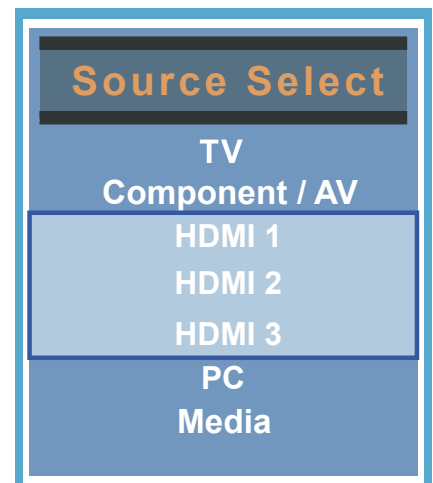 Source Select
TV
Component / AV
HDMI 1
HDMI 2
HDMI 3
PC
Media